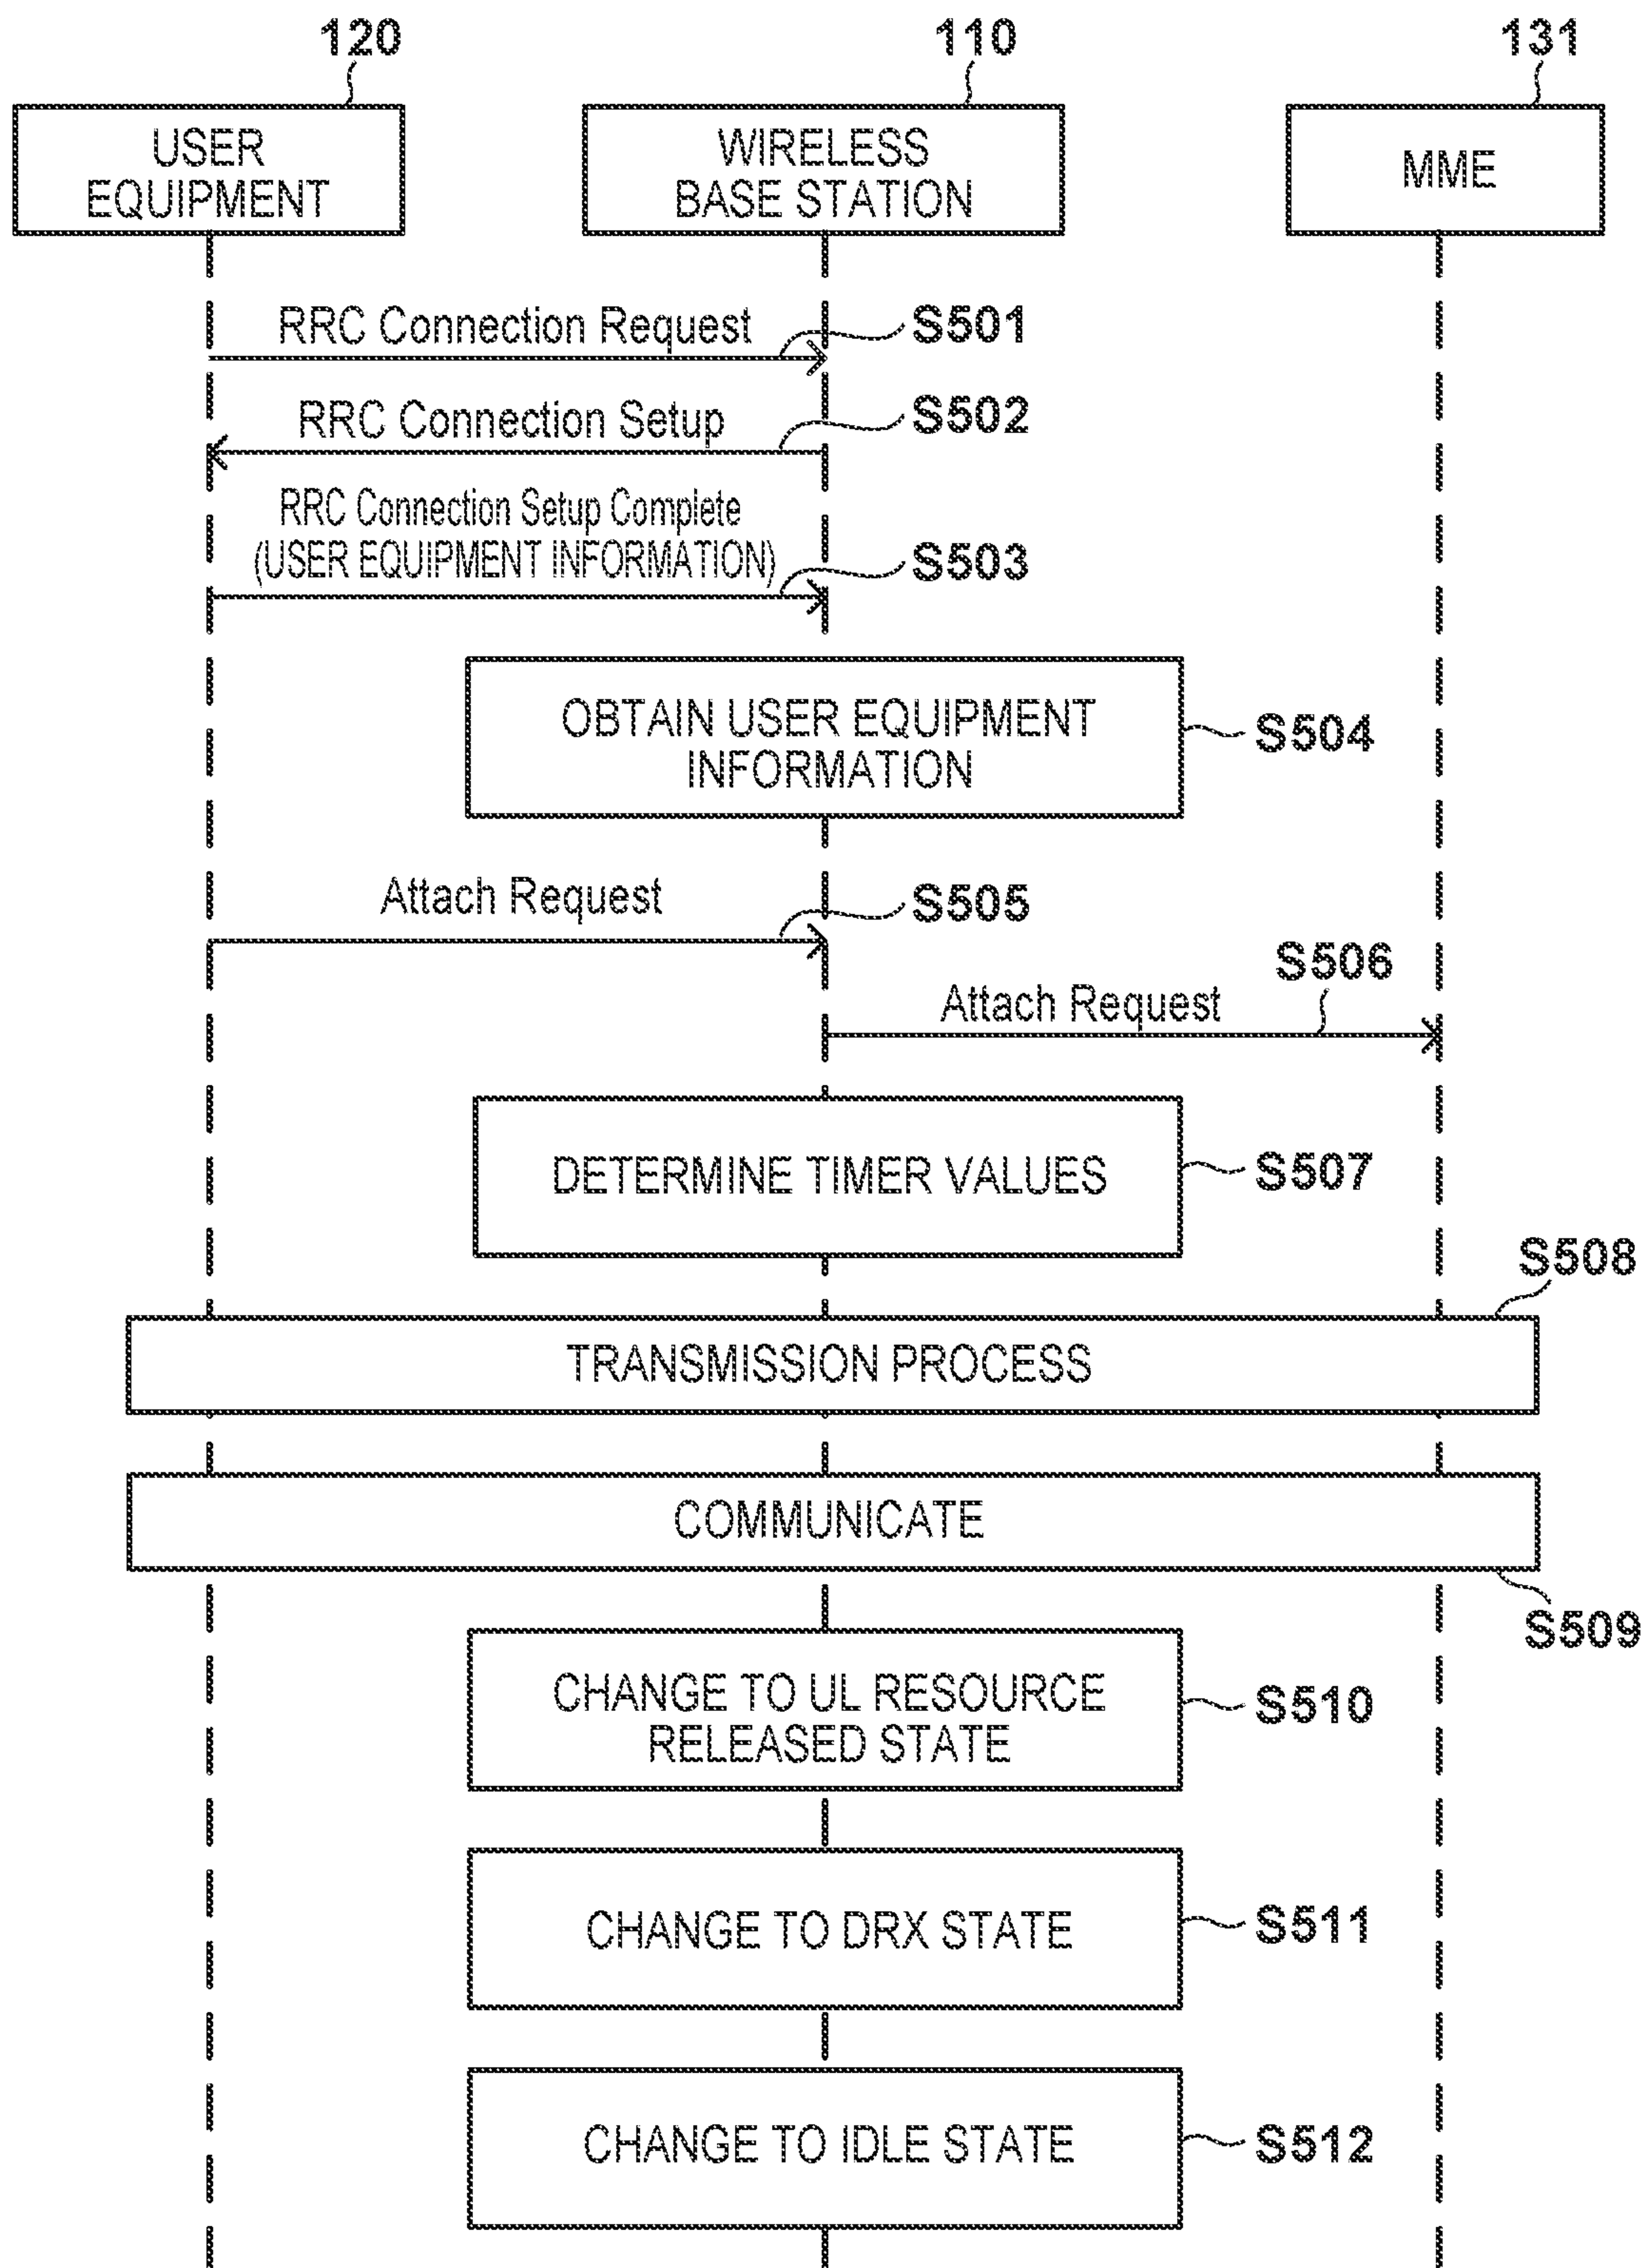 120
110
131
USER
EQUIPMENT
WIRELESS
BASE STATION
MME
RRC Connection Request
S501
RRC Connection Setup
S502
RRC Connection Setup Complete
(USER EQUIPMENT INFORMATION)
S503
OBTAIN USER EQUIPMENT
INFORMATION
S504
Attach Request
S505
S506
Attach Request
DETERMINE TIMER VALUES
S507
S508
TRANSMISSION PROCESS
COMMUNICATE
S509
CHANGE TO UL RESOURCE
RELEASED STATE
S510
CHANGE TO DRX STATE
S511
CHANGE TO IDLE STATE
S512